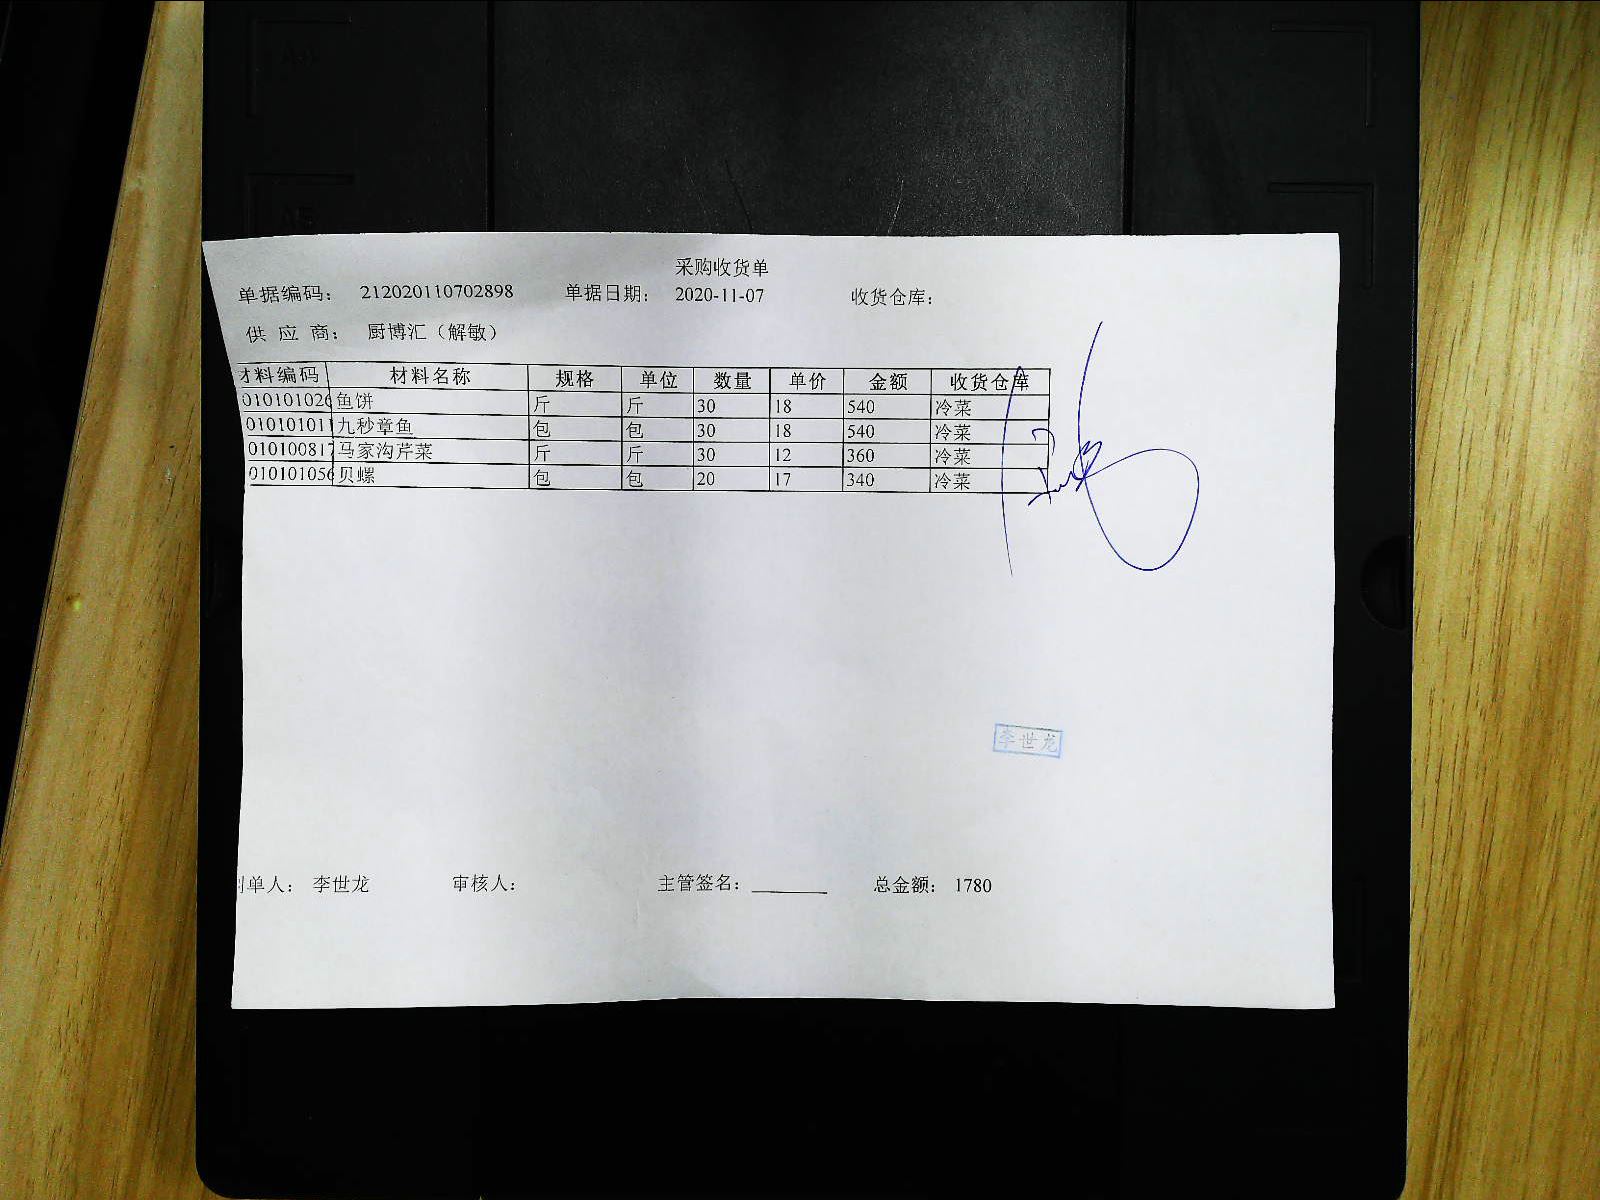 采购收货单
单据编码： 212020110702898 单据日期： 2020-11-07 收货仓库：
供 应 商： 厨博汇（解敏）
材料编码 材料名称 规格 单位 数量 单价 金额 收货仓库
010101026 鱼饼 斤 斤 30 18 540 冷菜
010101011 九秒章鱼 包 包 30 18 540 冷菜
010100817 马家沟芹菜 斤 斤 30 12 360 冷菜
010101056 贝螺 包 包 20 17 340 冷菜
李世龙
制单人： 李世龙 审核人： 主管签名： 总金额： 1780